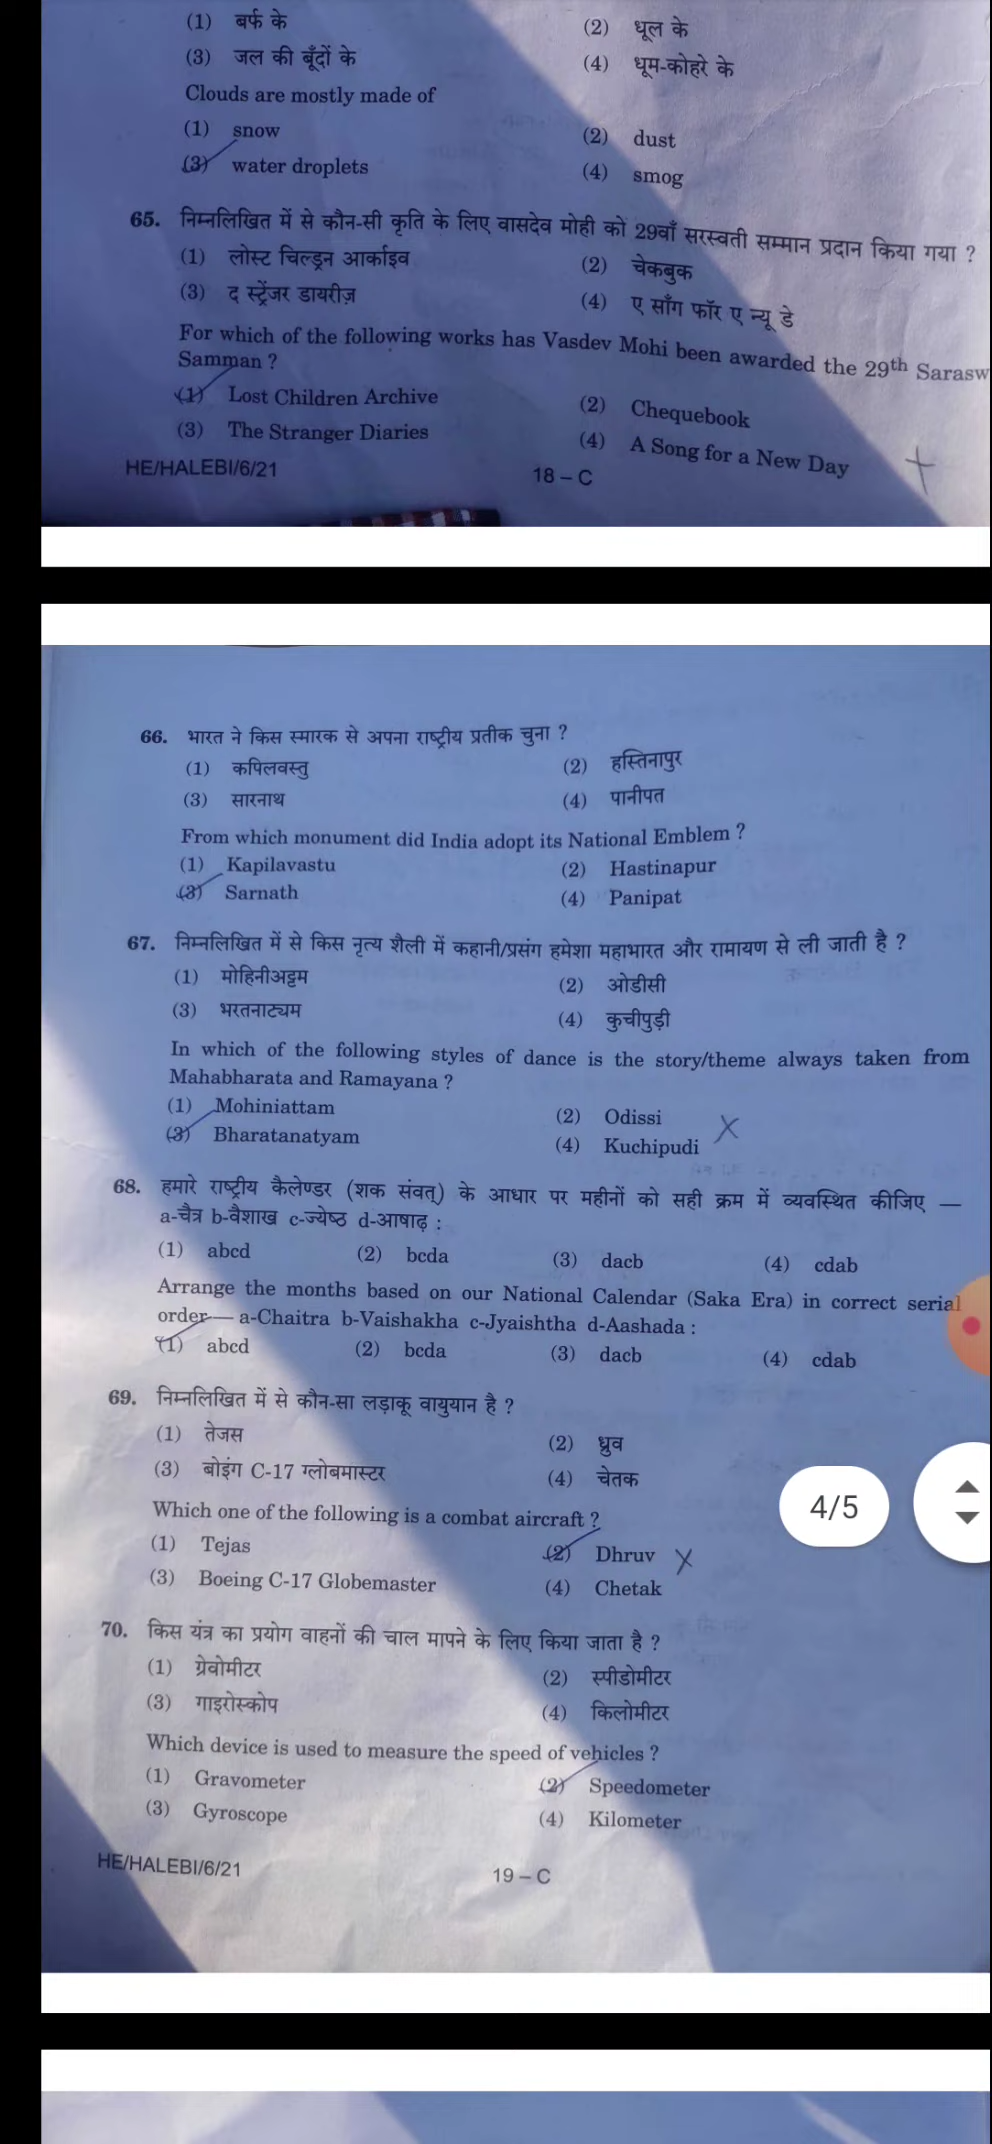 (1) बर्फ के (2) धूल के
(3) जल की बूँदों के (4) धूम-कोहरे के
Clouds are mostly made of
(1) snow (2) dust
(3) water droplets (4) smog
65. निम्नलिखित में से कौन-सी कृति के लिए वासदेव मोही को 29वाँ सरस्वती सम्मान प्रदान किया गया ?
(1) लोस्ट चिल्ड्रन आर्काइव (2) चेकबुक
(3) द स्ट्रेंजर डायरीज़ (4) ए सॉंग फॉर ए न्यू डे
For which of the following works has Vasdev Mohi been awarded the 29th Sarasw
Samman ?
(1) Lost Children Archive (2) Chequebook
(3) The Stranger Diaries (4) A Song for a New Day
HE/HALEBI/6/21 18 – C
66. भारत ने किस स्मारक से अपना राष्ट्रीय प्रतीक चुना ?
(1) कपिलवस्तु (2) हस्तिनापुर
(3) सारनाथ (4) पानीपत
From which monument did India adopt its National Emblem ?
(1) Kapilavastu (2) Hastinapur
(3) Sarnath (4) Panipat
67. निम्नलिखित में से किस नृत्य शैली में कहानी/प्रसंग हमेशा महाभारत और रामायण से ली जाती है ?
(1) मोहिनीअट्टम (2) ओडीसी
(3) भरतनाट्यम (4) कुचीपुड़ी
In which of the following styles of dance is the story/theme always taken from
Mahabharata and Ramayana ?
(1) Mohiniattam (2) Odissi
(3) Bharatanatyam (4) Kuchipudi
68. हमारे राष्ट्रीय कैलेण्डर (शक संवत्) के आधार पर महीनों को सही क्रम में व्यवस्थित कीजिए —
a-चैत्र b-वैशाख c-ज्येष्ठ d-आषाढ़ :
(1) abcd (2) bcda (3) dacb (4) cdab
Arrange the months based on our National Calendar (Saka Era) in correct serial
order— a-Chaitra b-Vaishakha c-Jyaishtha d-Aashada :
(1) abcd (2) bcda (3) dacb (4) cdab
69. निम्नलिखित में से कौन-सा लड़ाकू वायुयान है ?
(1) तेजस (2) ध्रुव
(3) बोइंग C-17 ग्लोबमास्टर (4) चेतक
4/5
Which one of the following is a combat aircraft ?
(1) Tejas (2) Dhruv
(3) Boeing C-17 Globemaster (4) Chetak
70. किस यंत्र का प्रयोग वाहनों की चाल मापने के लिए किया जाता है ?
(1) ग्रेवोमीटर (2) स्पीडोमीटर
(3) गाइरोस्कोप (4) किलोमीटर
Which device is used to measure the speed of vehicles ?
(1) Gravometer (2) Speedometer
(3) Gyroscope (4) Kilometer
HE/HALEBI/6/21 19 – C